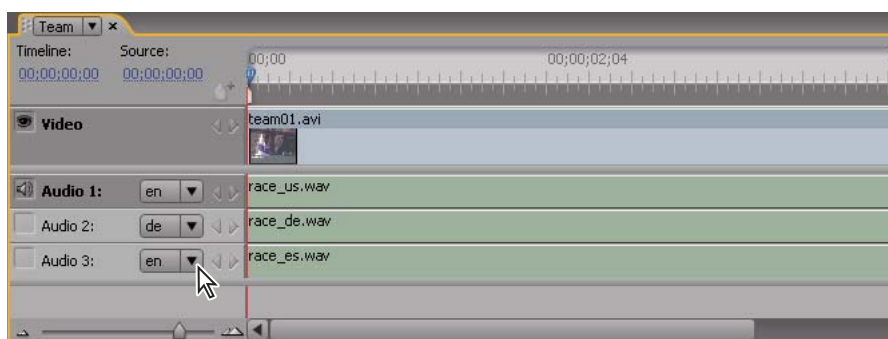 Team
Timeline: Source:
00;00;00;00 00;00;00;00
00;00 00;00;02;04
Video team01.avi
Audio 1: en race_us.wav
Audio 2: de race_de.wav
Audio 3: en race_es.wav